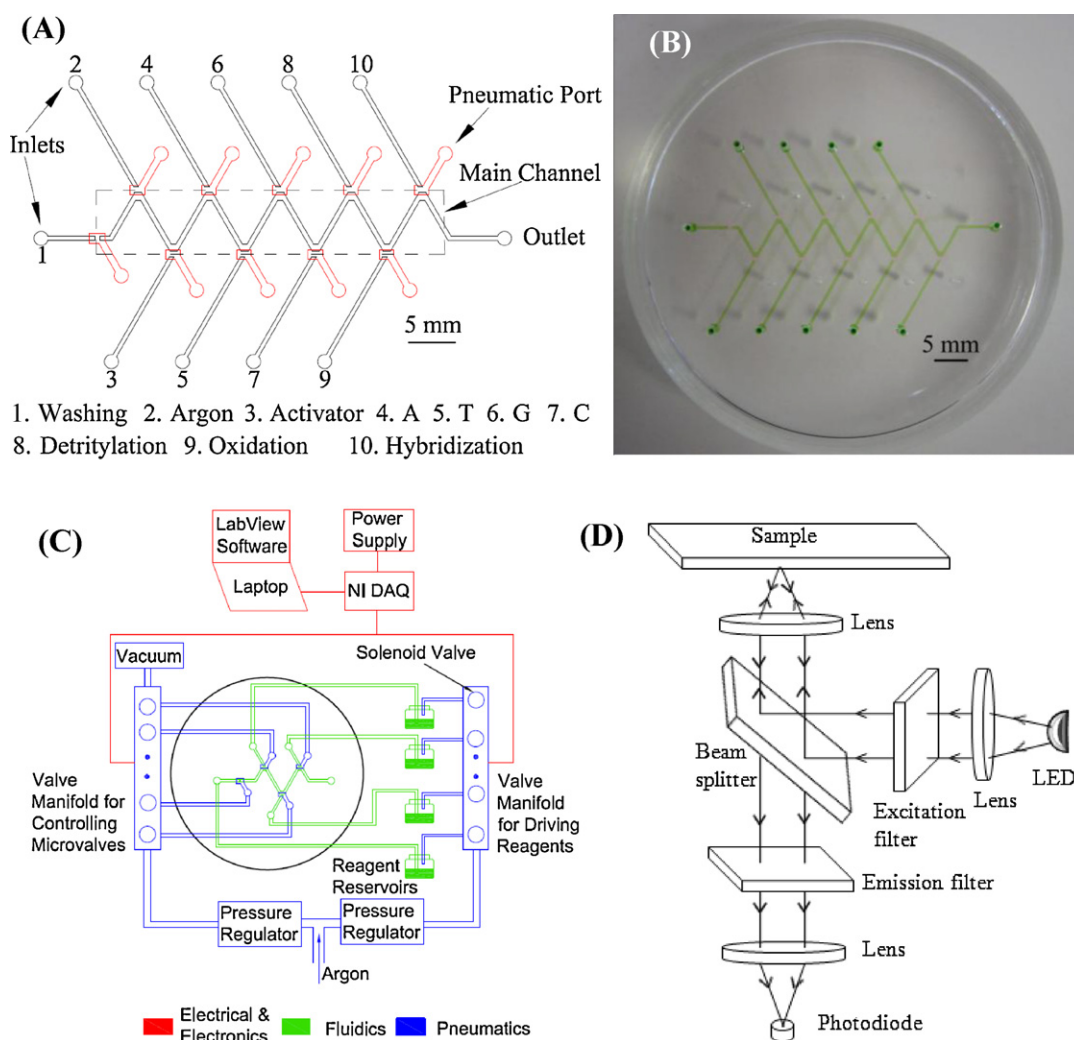 (A)
2 4 6 8 10
Pneumatic Port
Inlets
Main Channel
1
Outlet
5 mm
3 5 7 9
1. Washing 2. Argon 3. Activator 4. A 5. T 6. G 7. C
8. Detritylation 9. Oxidation 10. Hybridization
(B)
5 mm
(C)
LabView
Software
Laptop
Power
Supply
NI DAQ
Vacuum
Solenoid Valve
Valve
Manifold for
Controlling
Microvalves
Valve
Manifold
for Driving
Reagents
Reagent
Reservoirs
Pressure
Regulator
Pressure
Regulator
Argon
Electrical &
Electronics
Fluidics
Pneumatics
(D)
Sample
Lens
Beam
splitter
Excitation
filter
Lens
LED
Emission filter
Lens
Photodiode